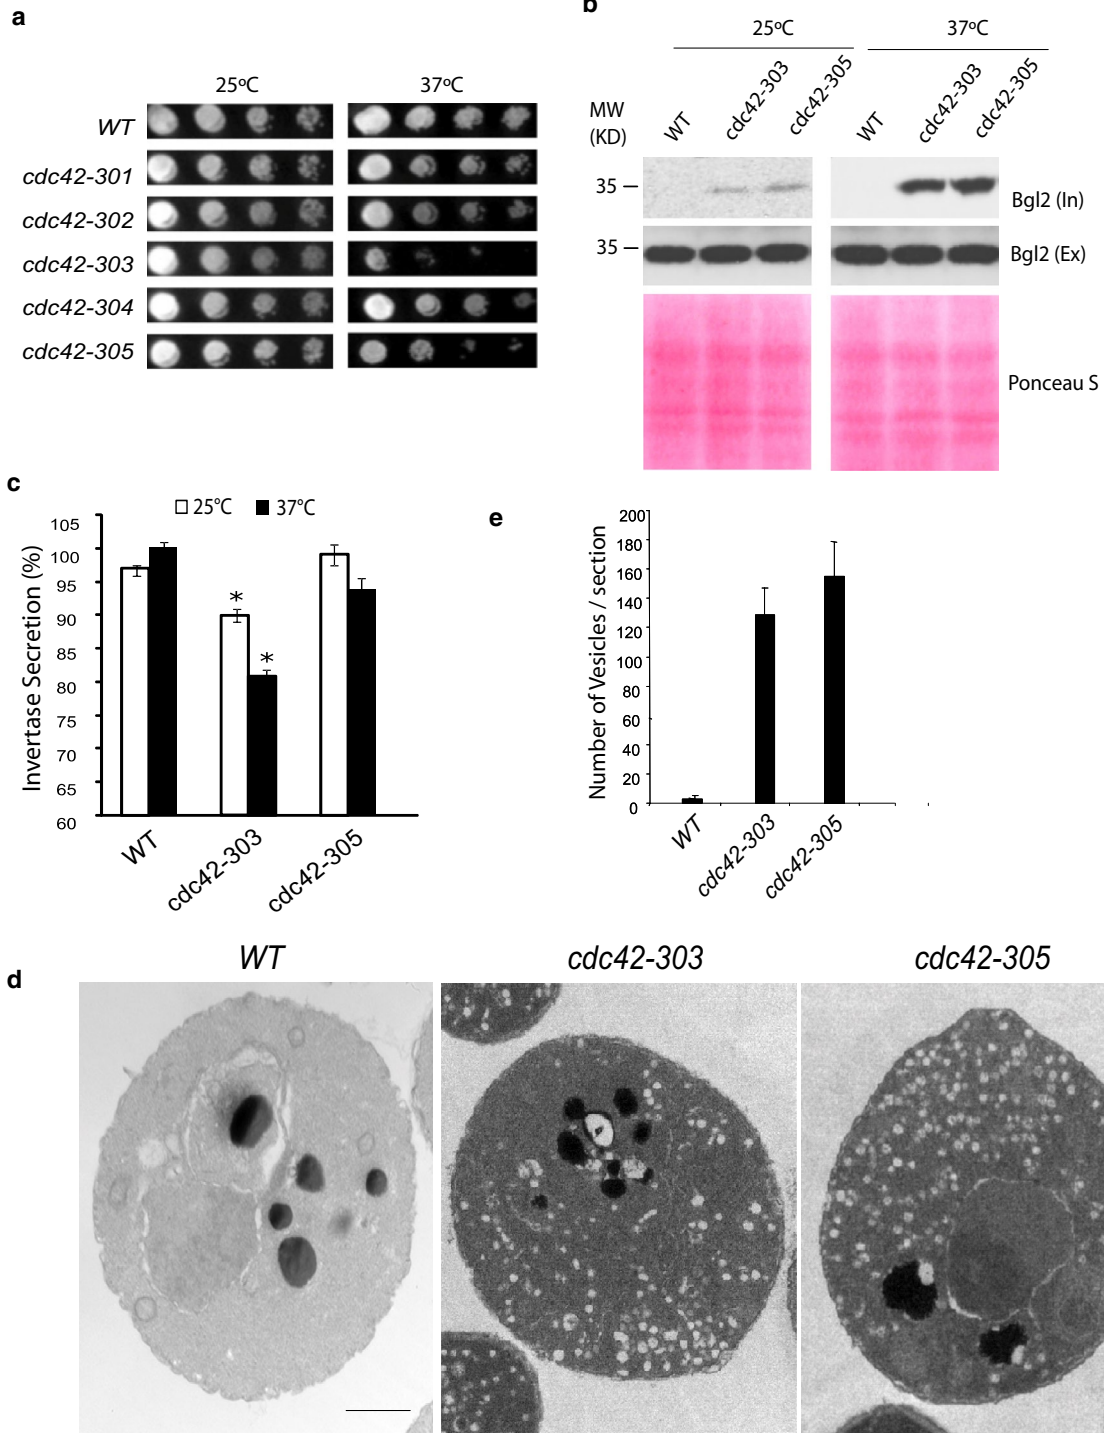 a
25ºC 37ºC
WT
cdc42-301
cdc42-302
cdc42-303
cdc42-304
cdc42-305
b
25ºC 37ºC
MW
(KD)
WT cdc42-303 cdc42-305 WT cdc42-303 cdc42-305
35 Bgl2 (In)
35 Bgl2 (Ex)
Ponceau S
c
25°C 37°C
Invertase Secretion (%)
105
100
95
90
85
80
75
70
65
60
* *
WT cdc42-303 cdc42-305
e
Number of Vesicles / section
200
180
160
140
120
100
80
60
40
20
0
WT cdc42-303 cdc42-305
d
WT cdc42-303 cdc42-305